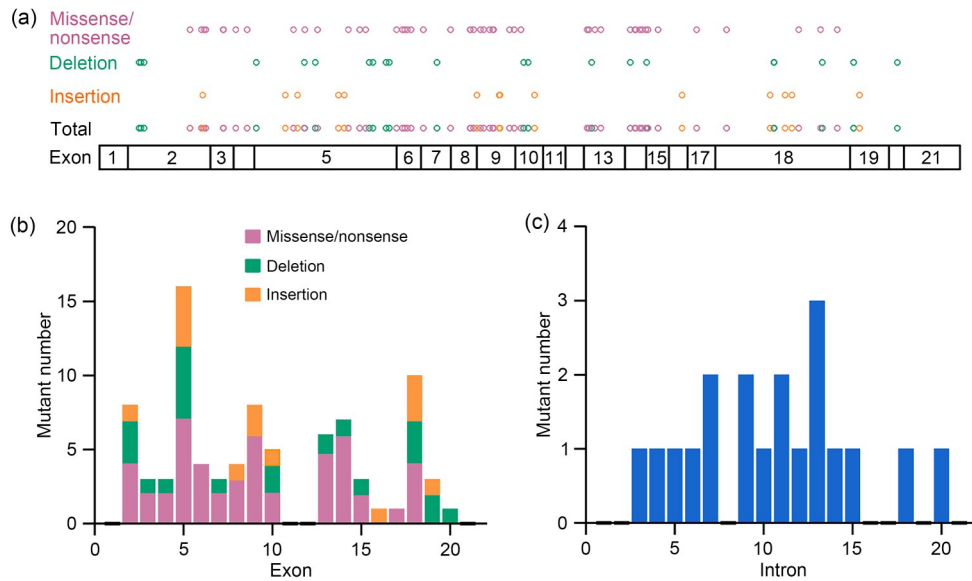 (a)
Missense/
nonsense
Deletion
Insertion
Total
Exon 1 2 3 5 6 7 8 9 10 11 13 15 17 18 19 21
(b)
20
15
10
5
0
Mutant number
Missense/nonsense
Deletion
Insertion
0 5 10 15 20
Exon
(c)
4
3
2
1
0
Mutant number
0 5 10 15 20
Intron